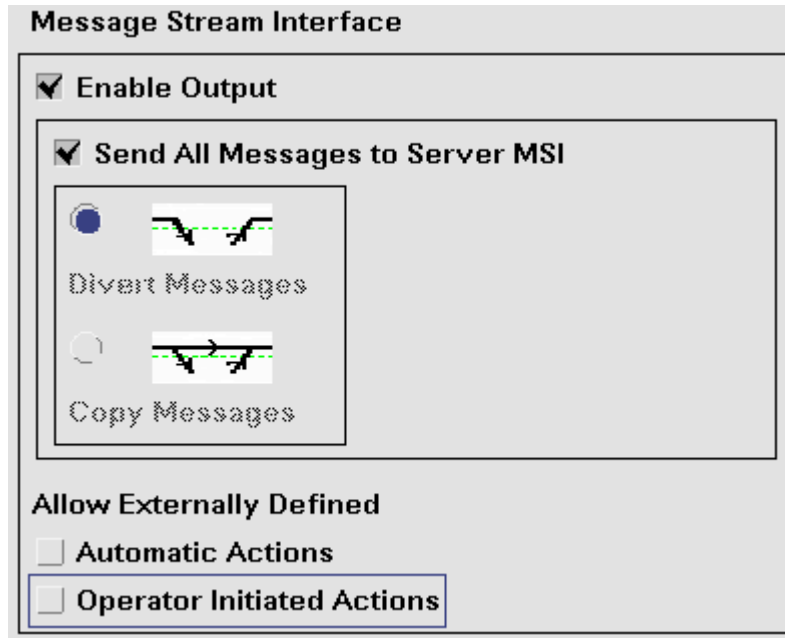 Message Stream Interface
Enable Output
Send All Messages to Server MSI
Divert Messages
Copy Messages
Allow Externally Defined
Automatic Actions
Operator Initiated Actions